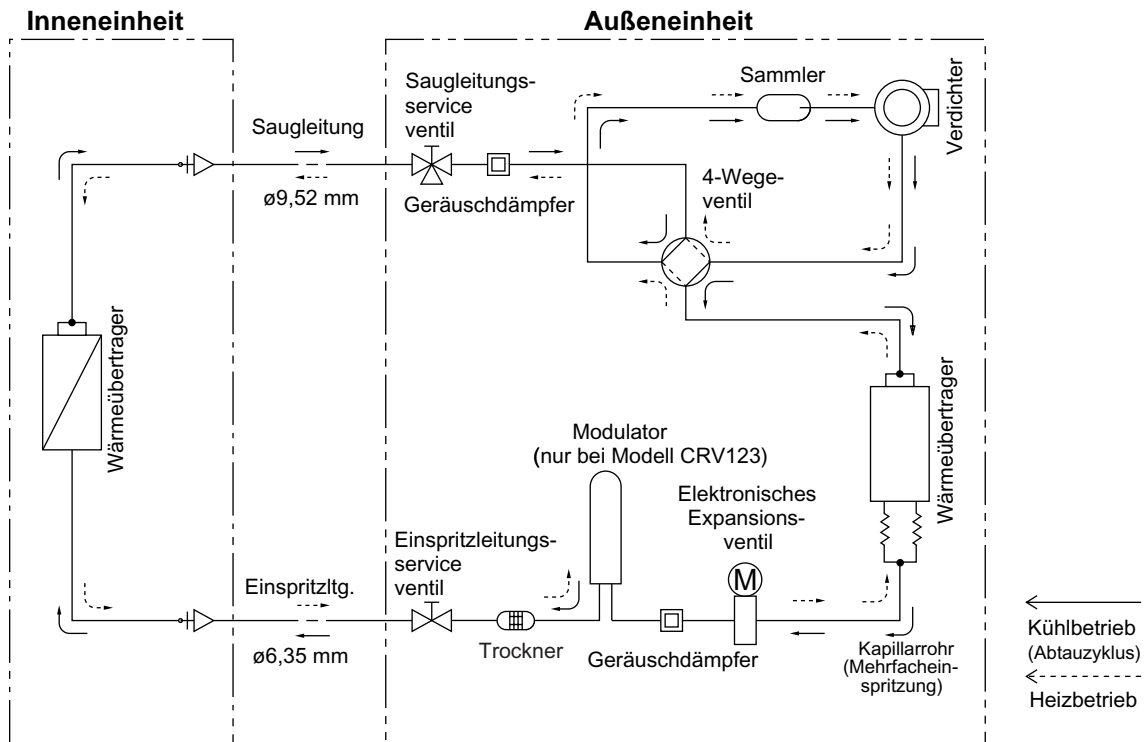 Inneneinheit
Außeneinheit
Saugleitungs-
service
ventil
Sammler
Verdichter
Saugleitung
ø9,52 mm
Geräuschdämpfer
4-Wege-
ventil
Wärmeübertrager
Wärmeübertrager
Modulator
(nur bei Modell CRV123)
Elektronisches
Expansions-
ventil
M
Einspritzleitungs-
service
ventil
Einspritzltg.
ø6,35 mm
Trockner
Geräuschdämpfer
Kapillarrohr
(Mehrfachein-
spritzung)
Kühlbetrieb
(Abtauzyklus)
Heizbetrieb